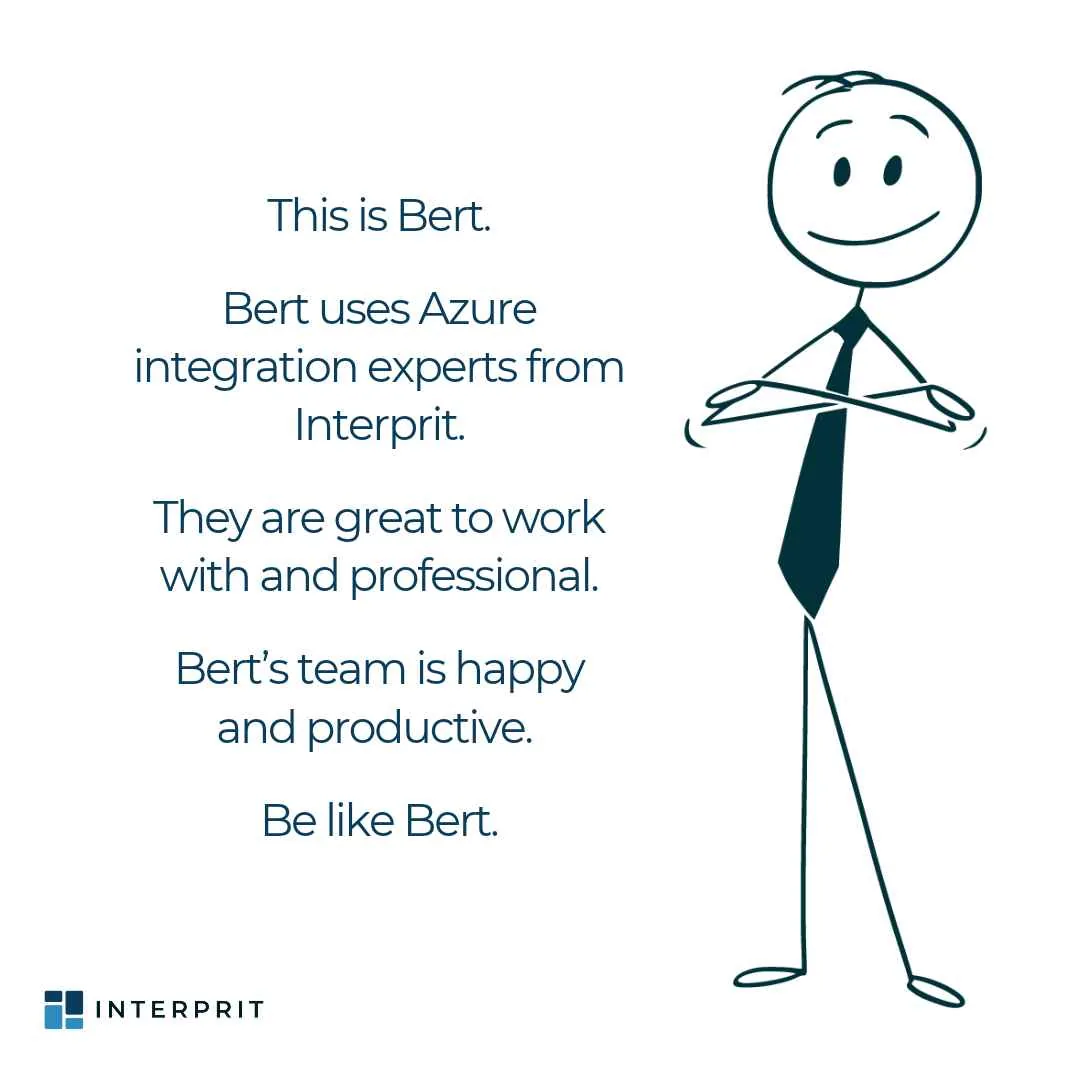 This is Bert.
Bert uses Azure
integration experts from
Interprit.
They are great to work
with and professional.
Bert’s team is happy
and productive.
Be like Bert.
INTERPRIT